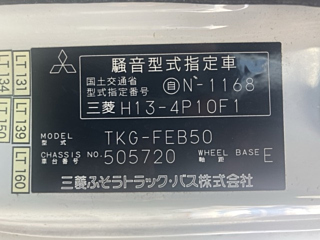 騒音型式指定車
国土交通省
型式指定番号 自N-1168
三菱 H13-4P10F1
MODEL 型式 TKG-FEB50
CHASSIS NO. 車台番号 505720 WHEEL BASE 軸距 E
三菱ふそうトラック・バス株式会社
LT 131
LT 134
LT 139
LT 150
LT 160